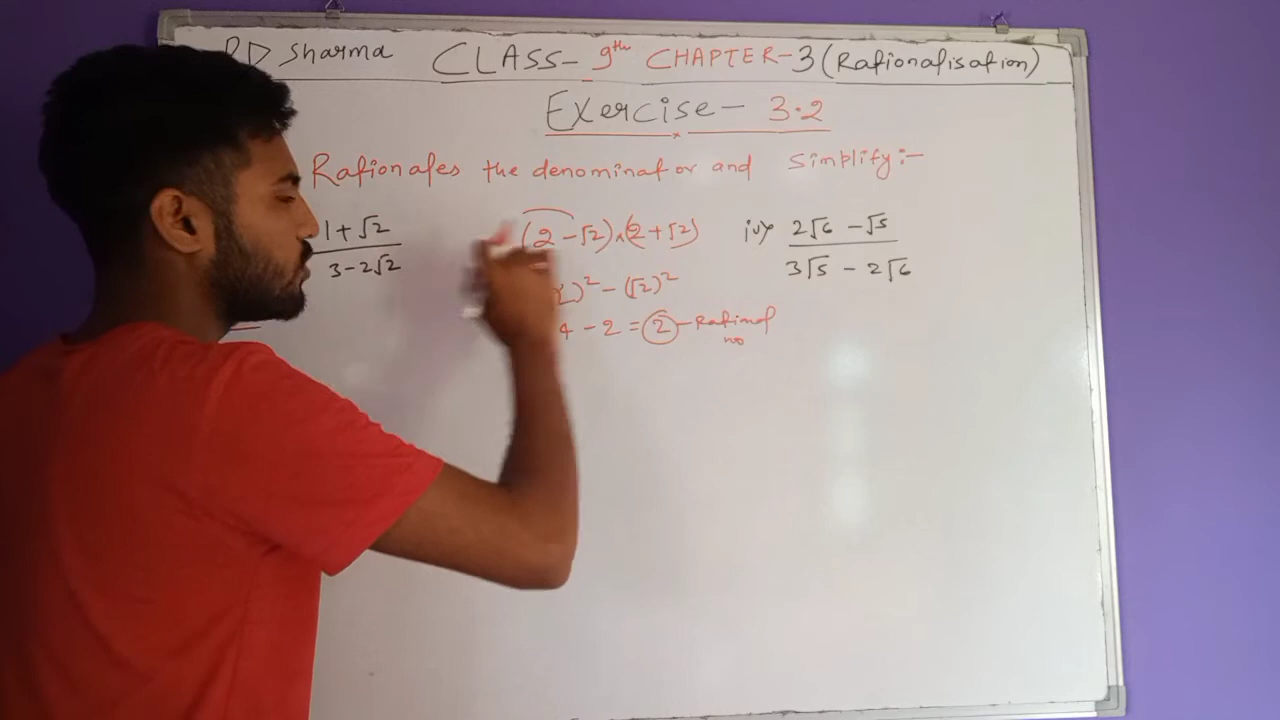 RD Sharma CLASS- 9th CHAPTER-3 (Rationalisation)
Exercise- 3.2
Rationales the denominator and Simplify:-
1+√2 / 3-2√2
(2-√2)×(2+√2)
)² - (√2)²
4 - 2 = 2 - Rational no
iv) 2√6 - √5 / 3√5 - 2√6